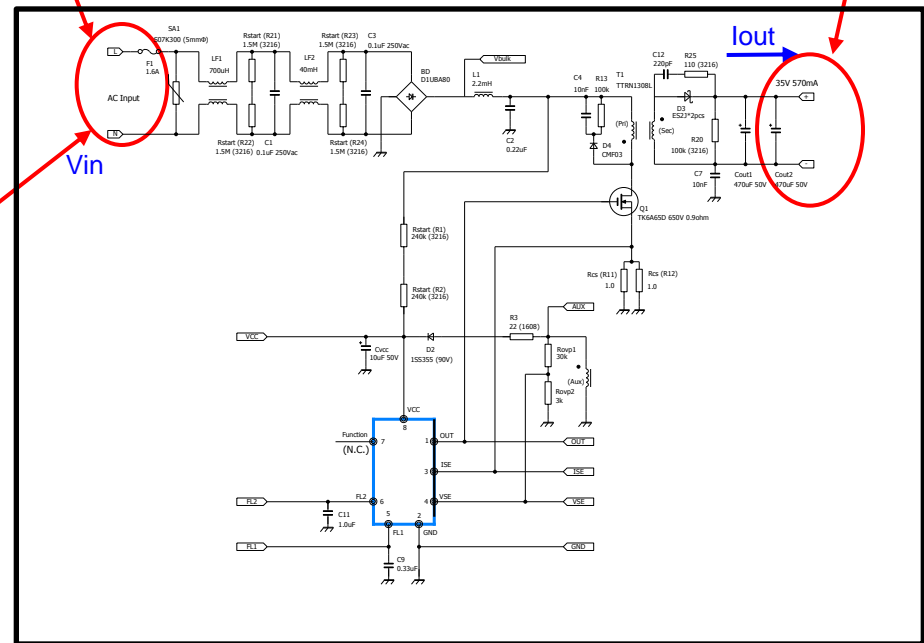 SA1
S07K300 (5mmΦ)
L
F1
1.6A
AC Input
N
Vin
LF1
700uH
Rstart (R21)
1.5M (3216)
Rstart (R22)
1.5M (3216)
C1
0.1uF 250Vac
LF2
40mH
Rstart (R23)
1.5M (3216)
Rstart (R24)
1.5M (3216)
C3
0.1uF 250Vac
BD
D1UBA80
Vbulk
L1
2.2mH
C2
0.22uF
C4
10nF
R13
100k
D4
CMF03
T1
TTRN1308L
(Pri)
(Sec)
C12
220pF
R25
110 (3216)
D3
ES2J*2pcs
R20
100k (3216)
C7
10nF
Iout
35V 570mA
+
-
Cout1
470uF 50V
Cout2
470uF 50V
Q1
TK6A65D 650V 0.9ohm
Rstart (R1)
240k (3216)
Rstart (R2)
240k (3216)
Rcs (R11)
1.0
Rcs (R12)
1.0
AUX
R3
22 (1608)
VCC
Cvcc
10uF 50V
D2
1SS355 (90V)
Rovp1
30k
Rovp2
3k
(Aux)
VCC
8
Function
7
(N.C.)
1
OUT
OUT
3
ISE
ISE
FL2
FL2
6
4
VSE
VSE
C11
1.0uF
5
FL1
2
GND
FL1
GND
C9
0.33uF